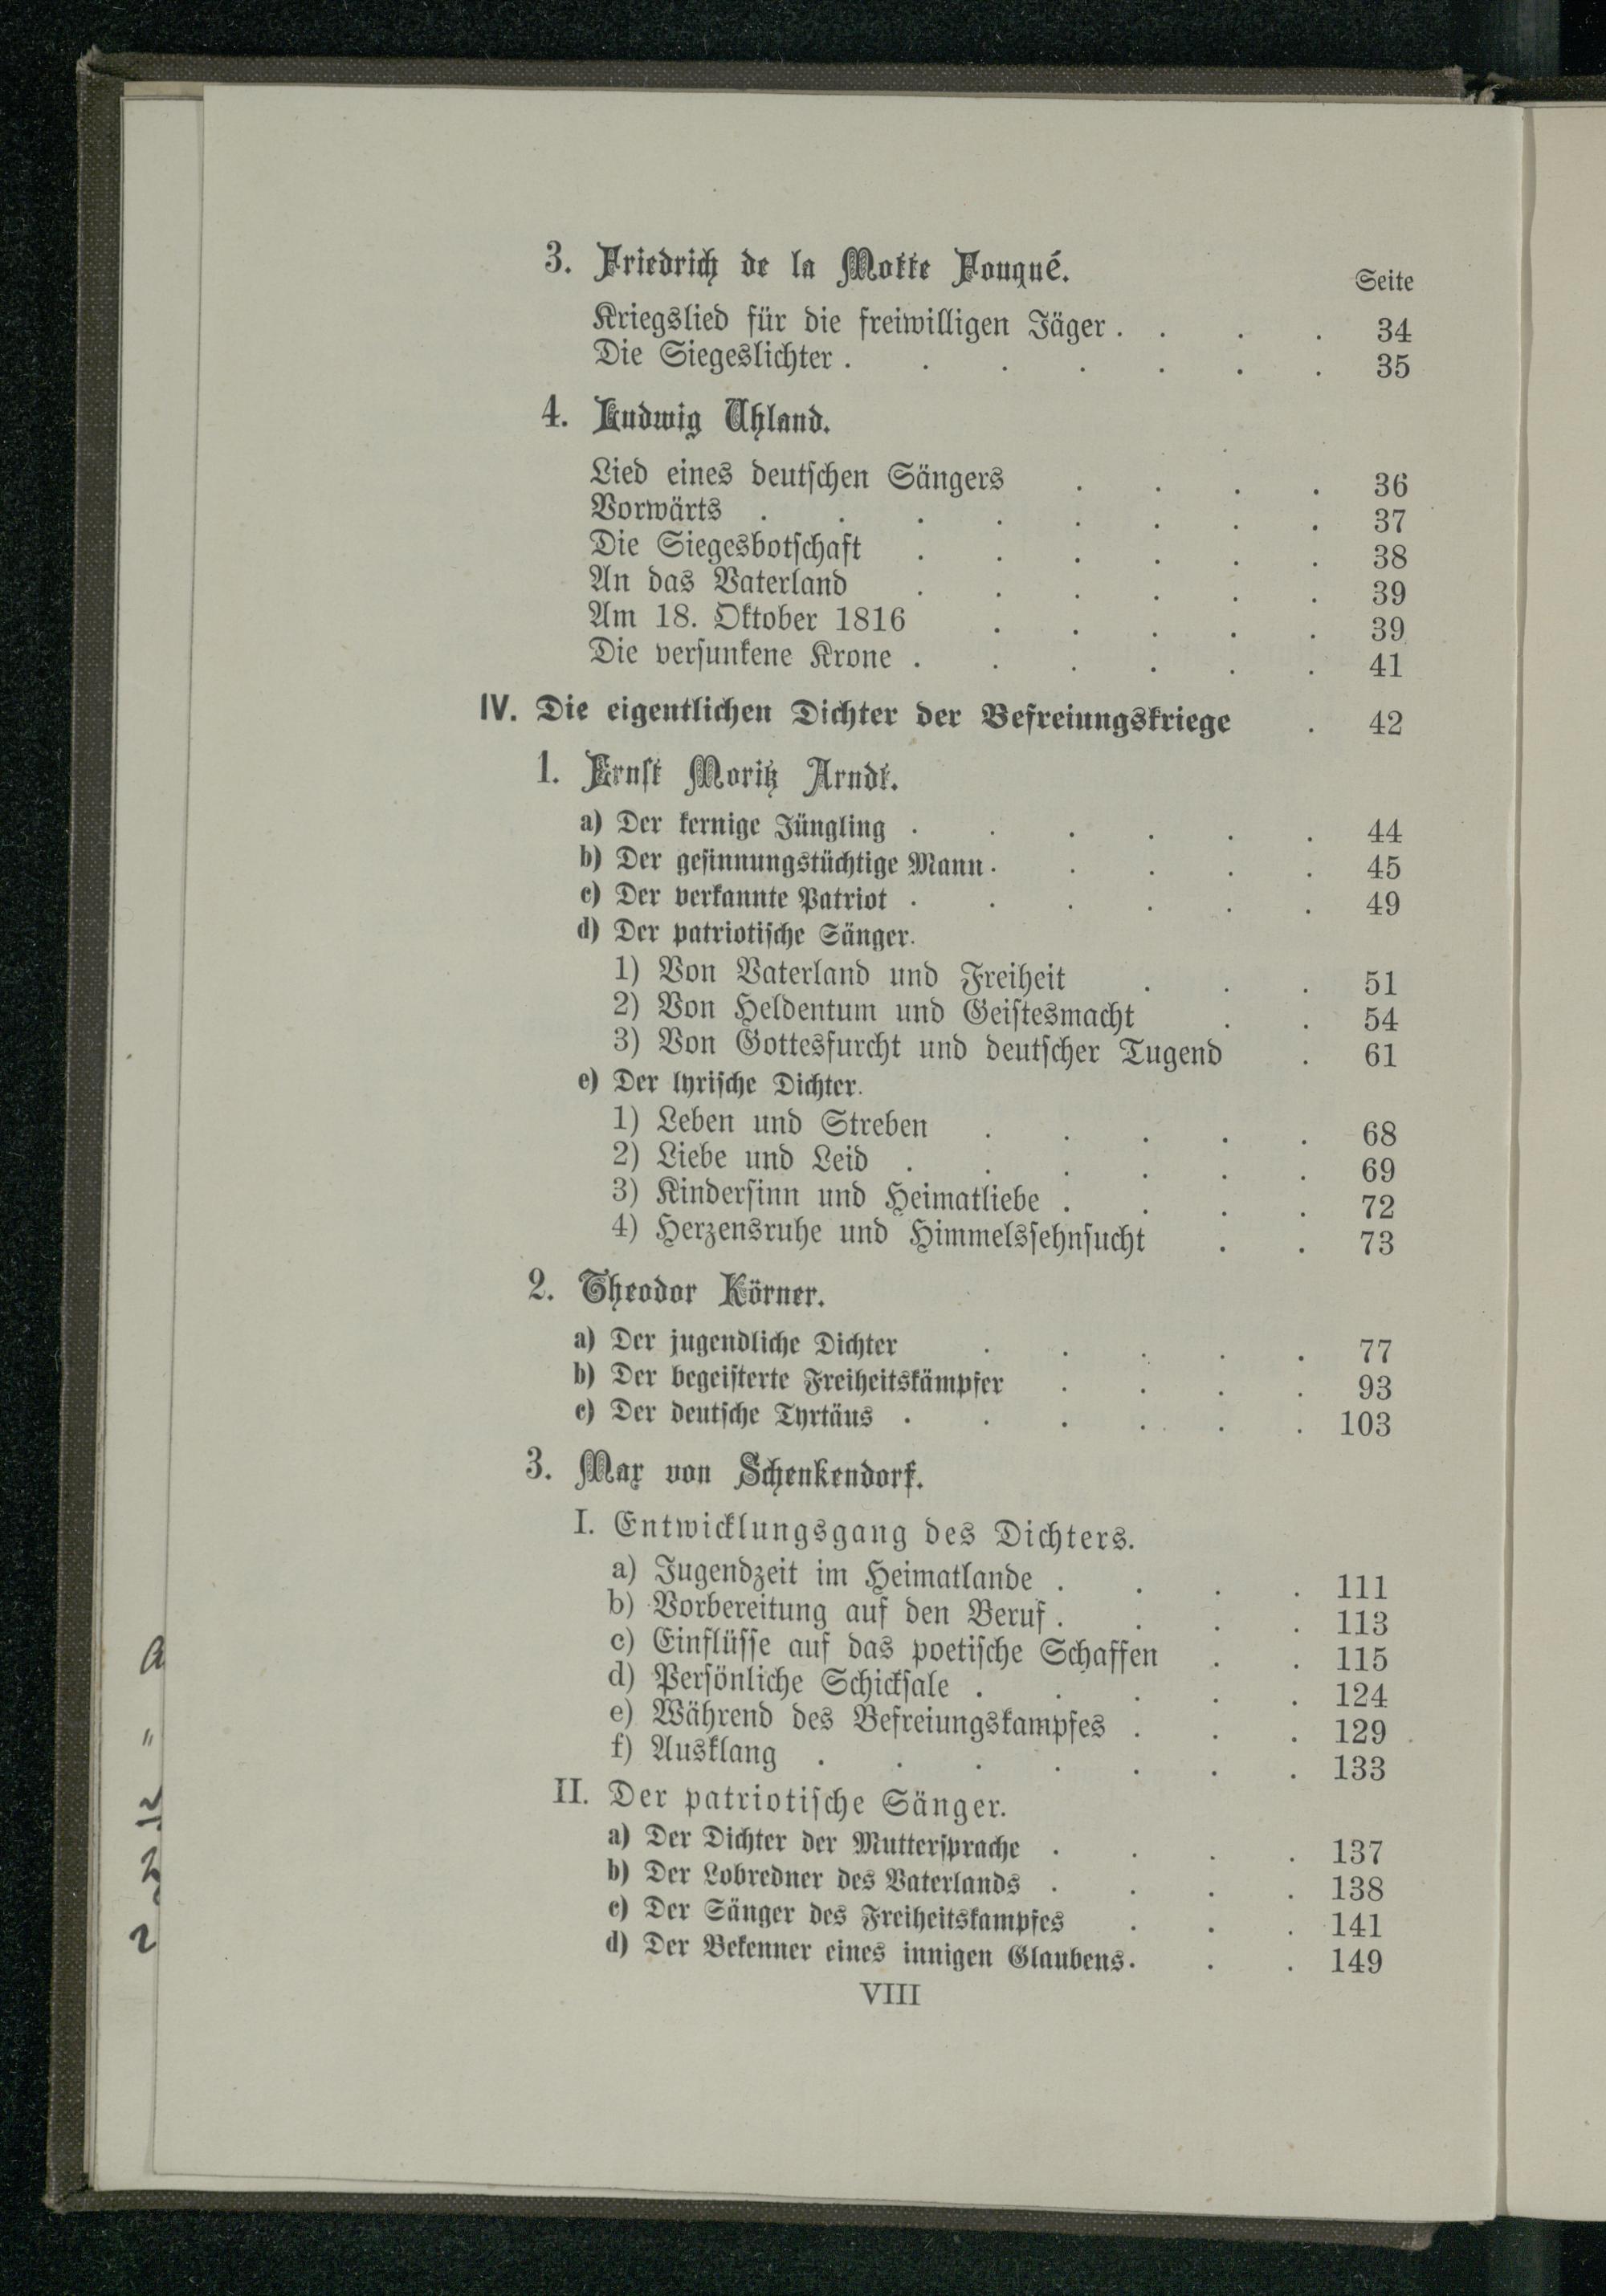 3. Friedrich de la Motte Fouqué.
Seite
Kriegslied für die freiwilligen Jäger . . . . 34
Die Siegeslichter . . . . . . . 35
4. Ludwig Uhland.
Lied eines deutschen Sängers . . . . 36
Vorwärts . . . . . . . . 37
Die Siegesbotschaft . . . . . . 38
An das Vaterland . . . . . . 39
Am 18. Oktober 1816 . . . . . 39
Die versunkene Krone . . . . . . 41
IV. Die eigentlichen Dichter der Befreiungskriege . 42
1. Ernst Moritz Arndt.
a) Der kernige Jüngling . . . . . . 44
b) Der gesinnungstüchtige Mann . . . . . 45
c) Der verkannte Patriot . . . . . . 49
d) Der patriotische Sänger.
1) Von Vaterland und Freiheit . . . 51
2) Von Heldentum und Geistesmacht . . 54
3) Von Gottesfurcht und deutscher Tugend . 61
e) Der lyrische Dichter.
1) Leben und Streben . . . . . 68
2) Liebe und Leid . . . . . . 69
3) Kindersinn und Heimatliebe . . . . 72
4) Herzensruhe und Himmelssehnsucht . . 73
2. Theodor Körner.
a) Der jugendliche Dichter . . . . . 77
b) Der begeisterte Freiheitskämpfer . . . . 93
c) Der deutsche Tyrtäus . . . . . . 103
3. Max von Schenkendorf.
I. Entwicklungsgang des Dichters.
a) Jugendzeit im Heimatlande . . . . 111
b) Vorbereitung auf den Beruf . . . . 113
c) Einflüsse auf das poetische Schaffen . . 115
d) Persönliche Schicksale . . . . . 124
e) Während des Befreiungskampfes . . . 129
f) Ausklang . . . . . . . 133
II. Der patriotische Sänger.
a) Der Dichter der Muttersprache . . . . 137
b) Der Lobredner des Vaterlands . . . . 138
c) Der Sänger des Freiheitskampfes . . . 141
d) Der Bekenner eines innigen Glaubens . . . 149
VIII